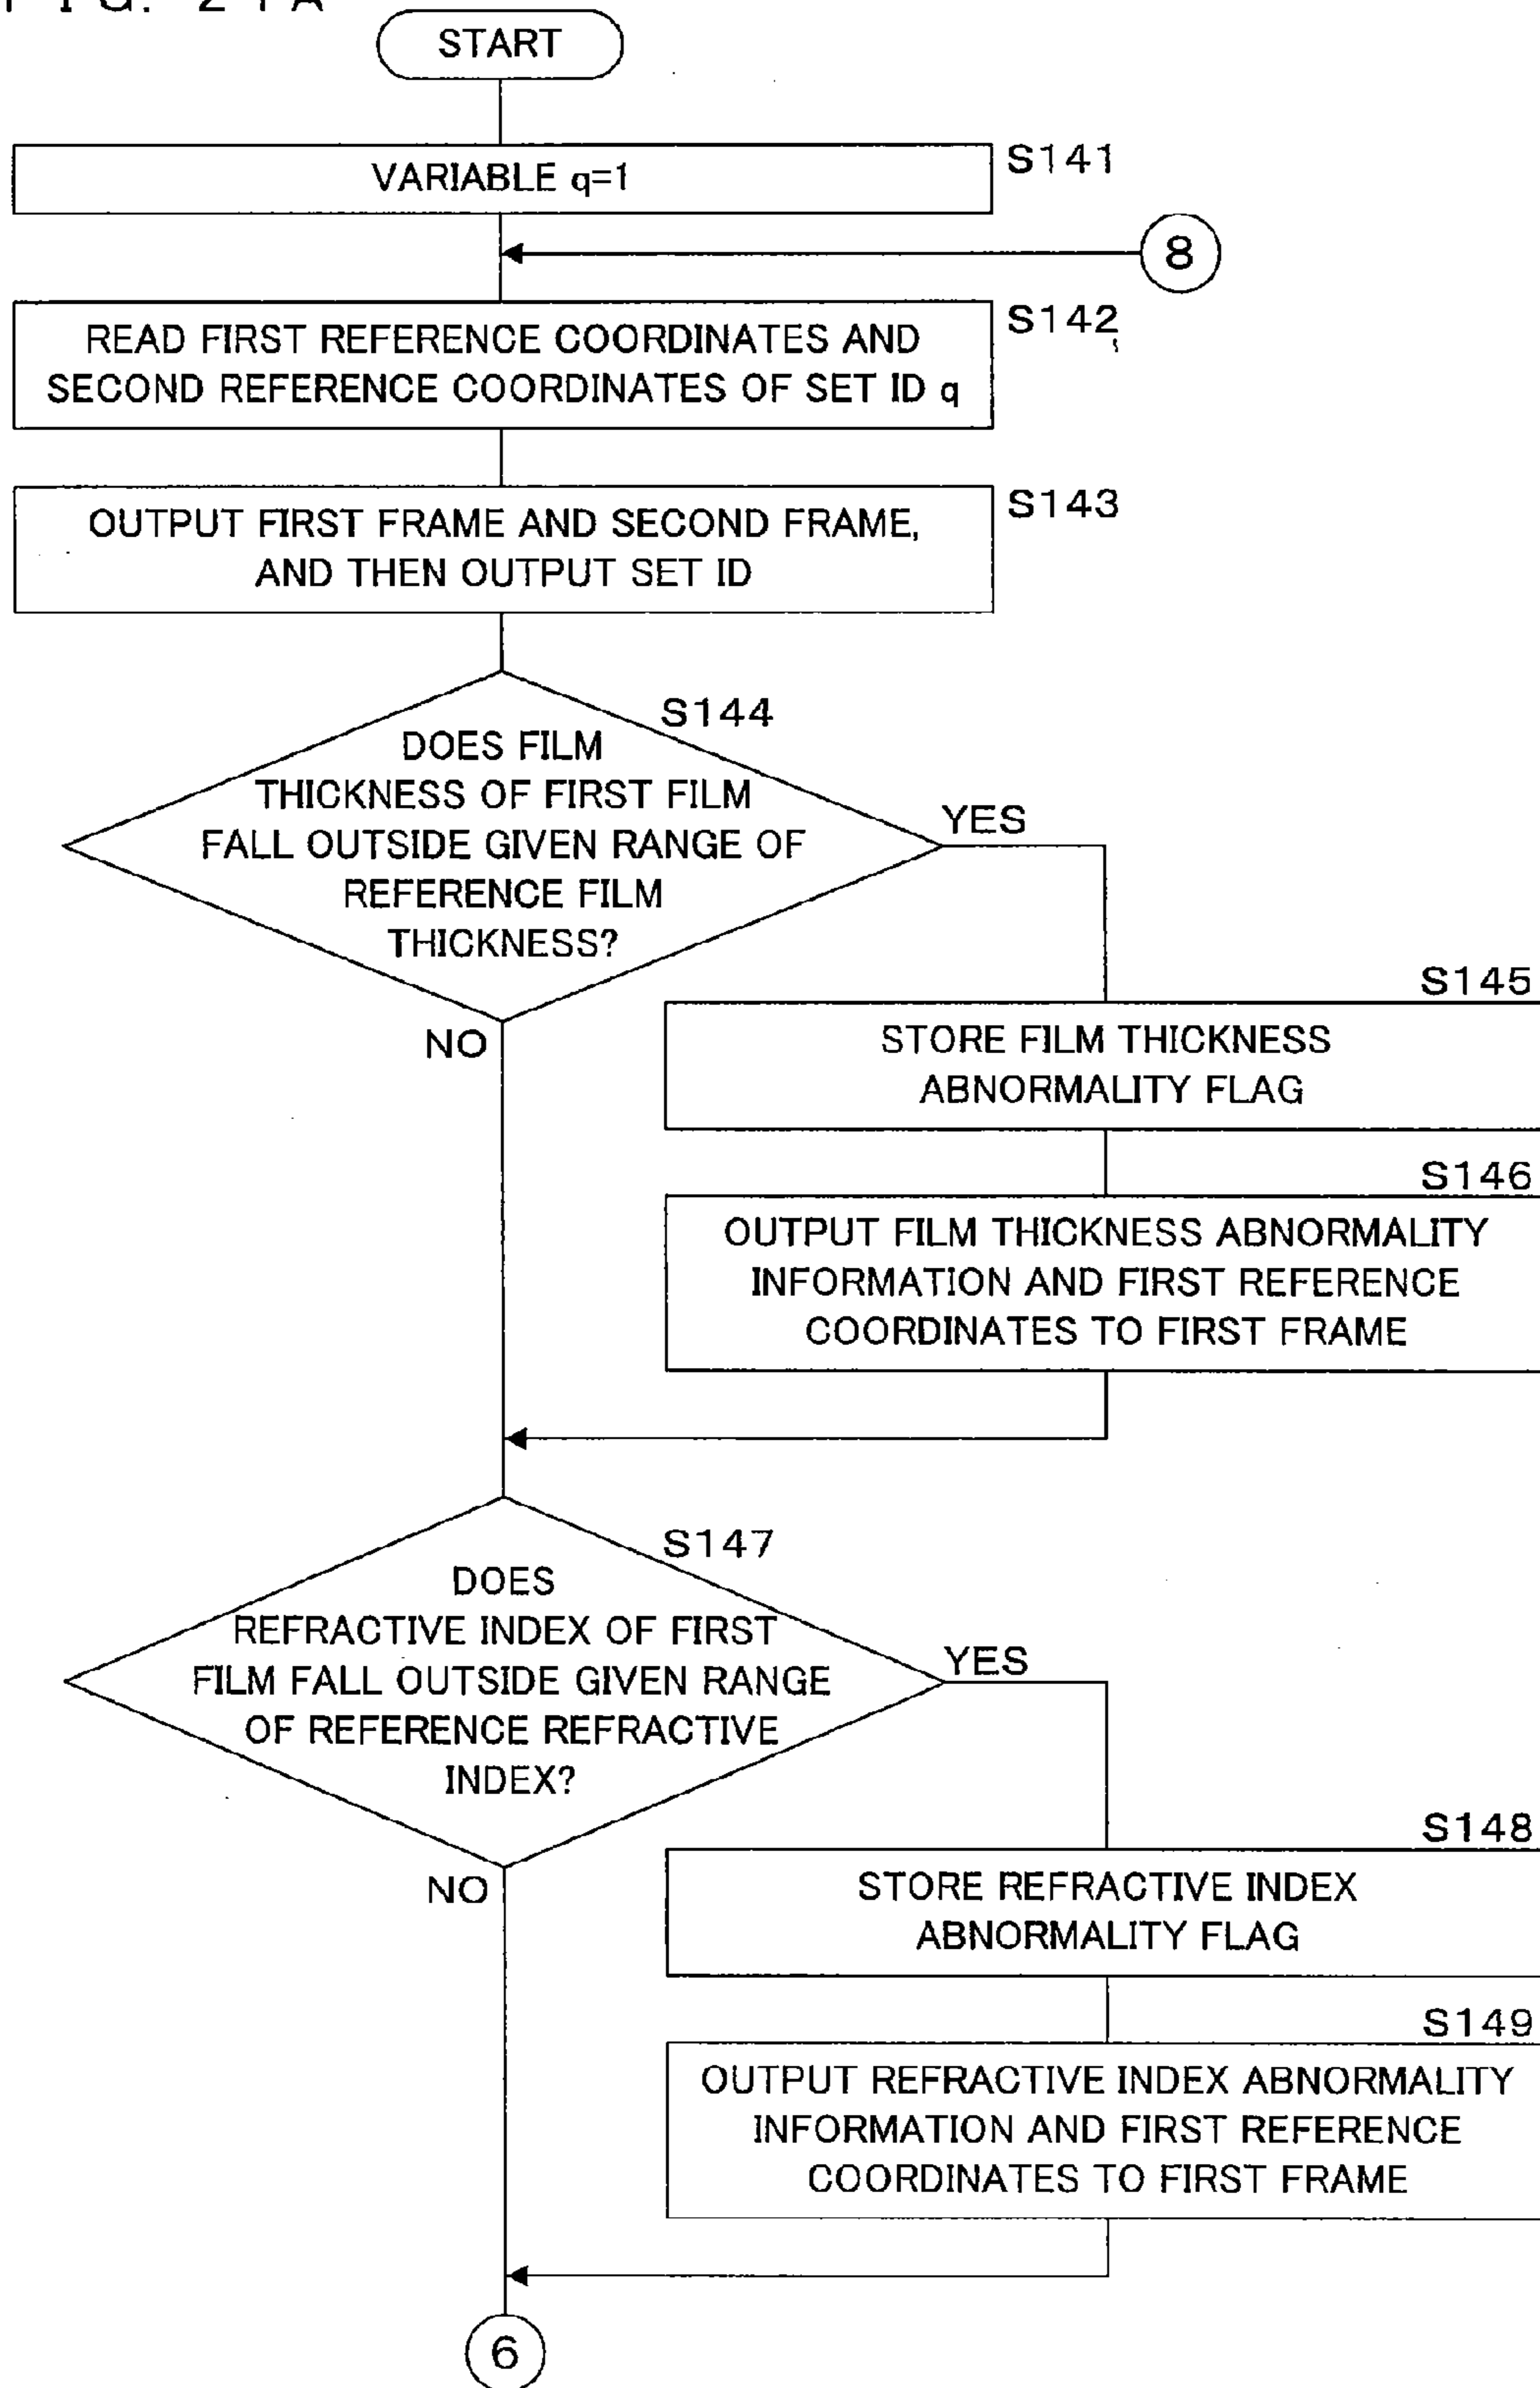 START
VARIABLE q=1
S141
8
READ FIRST REFERENCE COORDINATES AND
SECOND REFERENCE COORDINATES OF SET ID q
S142
OUTPUT FIRST FRAME AND SECOND FRAME,
AND THEN OUTPUT SET ID
S143
S144
DOES FILM
THICKNESS OF FIRST FILM
FALL OUTSIDE GIVEN RANGE OF
REFERENCE FILM
THICKNESS?
YES
NO
S145
STORE FILM THICKNESS
ABNORMALITY FLAG
S146
OUTPUT FILM THICKNESS ABNORMALITY
INFORMATION AND FIRST REFERENCE
COORDINATES TO FIRST FRAME
S147
DOES
REFRACTIVE INDEX OF FIRST
FILM FALL OUTSIDE GIVEN RANGE
OF REFERENCE REFRACTIVE
INDEX?
YES
NO
S148
STORE REFRACTIVE INDEX
ABNORMALITY FLAG
S149
OUTPUT REFRACTIVE INDEX ABNORMALITY
INFORMATION AND FIRST REFERENCE
COORDINATES TO FIRST FRAME
6